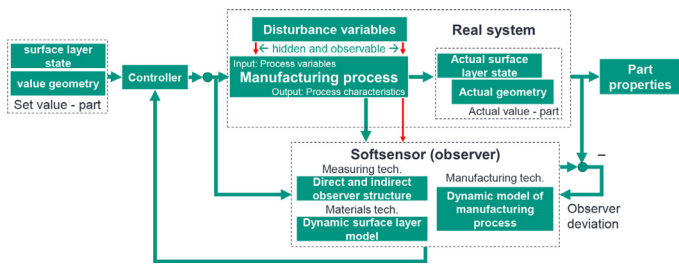 Disturbance variables
Real system
← hidden and observable →
surface layer
state
value geometry
Set value - part
Controller
Input: Process variables
Manufacturing process
Output: Process characteristics
Actual surface
layer state
Actual geometry
Actual value - part
Part
properties
Softsensor (observer)
Measuring tech.
Direct and indirect
observer structure
Materials tech.
Dynamic surface layer
model
Manufacturing tech.
Dynamic model of
manufacturing
process
–
Observer
deviation